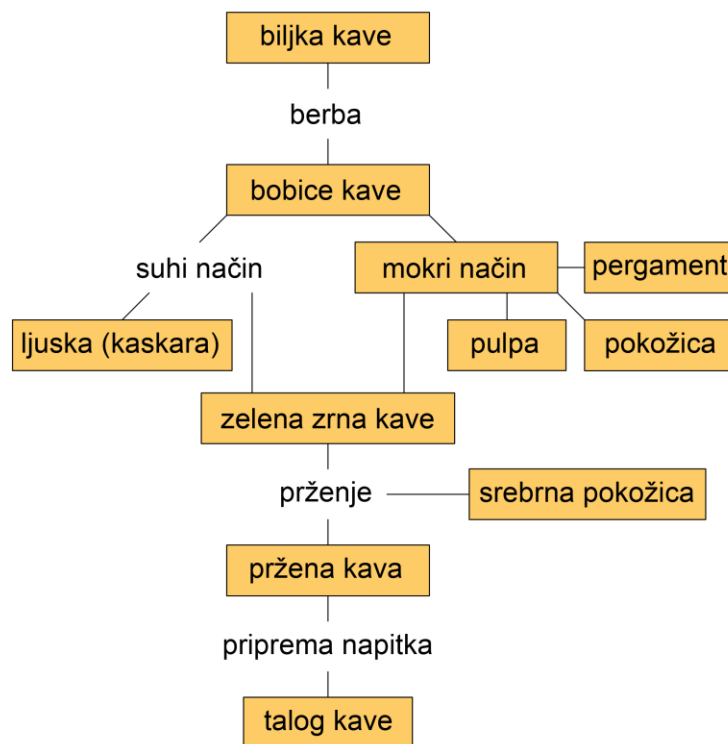 biljka kave
berba
bobice kave
suhi način
mokri način
pergament
ljuska (kaskara)
pulpa
pokožica
zelena zrna kave
prženje
srebrna pokožica
pržena kava
priprema napitka
talog kave